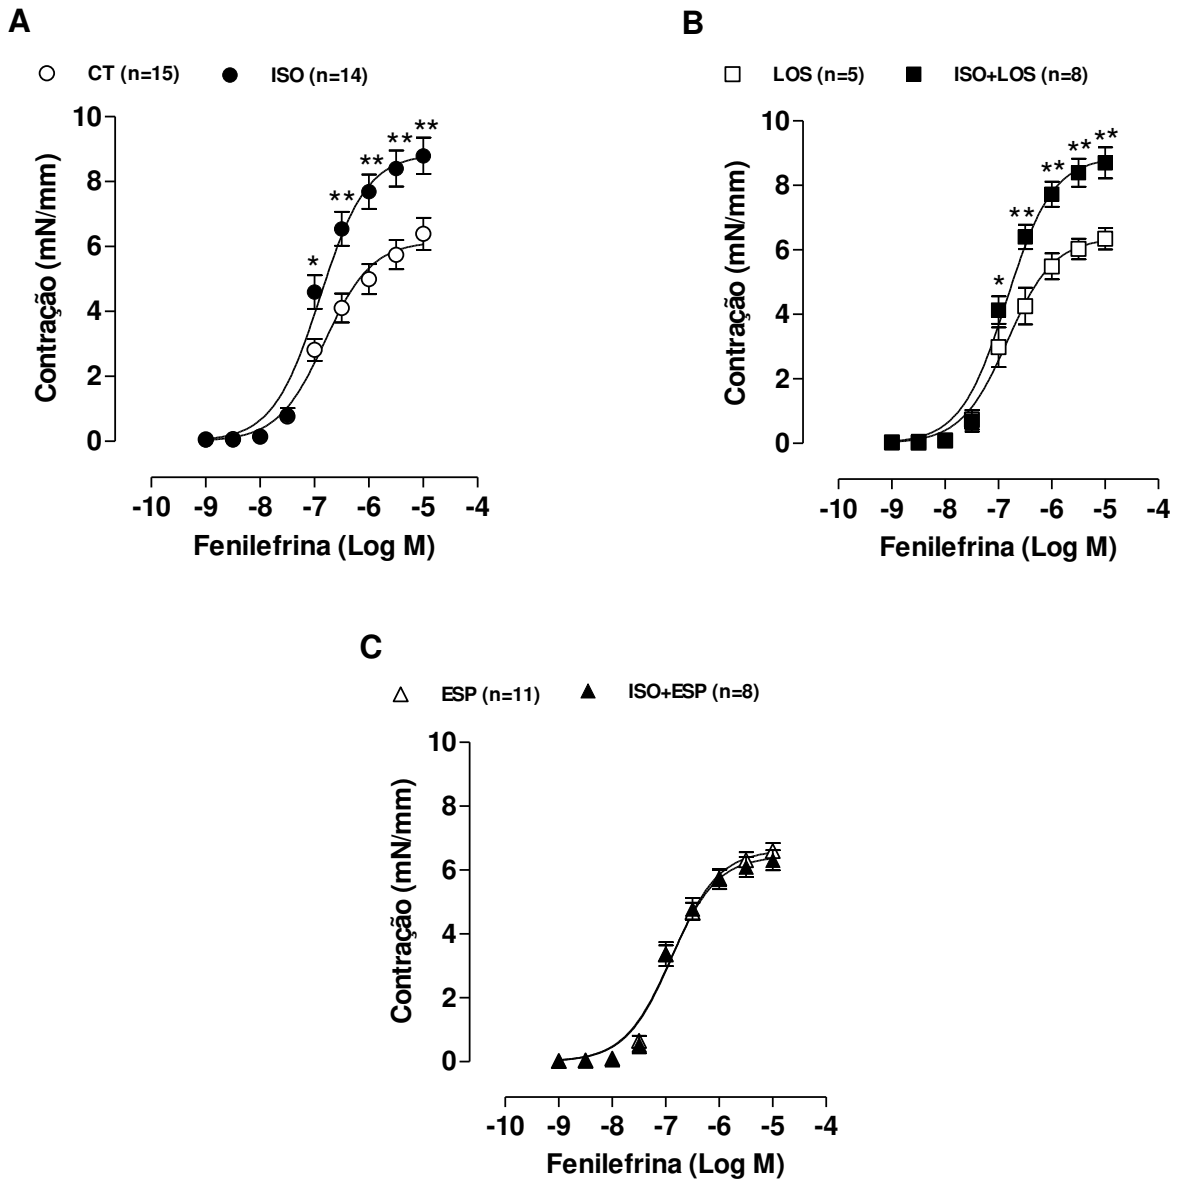 A
CT (n=15) ISO (n=14)
10
8
6
4
2
0
Contração (mN/mm)
* ** ** ** **
-10 -9 -8 -7 -6 -5 -4
Fenilefrina (Log M)
B
LOS (n=5) ISO+LOS (n=8)
10
8
6
4
2
0
Contração (mN/mm)
* ** ** ** **
-10 -9 -8 -7 -6 -5 -4
Fenilefrina (Log M)
C
ESP (n=11) ISO+ESP (n=8)
10
8
6
4
2
0
Contração (mN/mm)
-10 -9 -8 -7 -6 -5 -4
Fenilefrina (Log M)